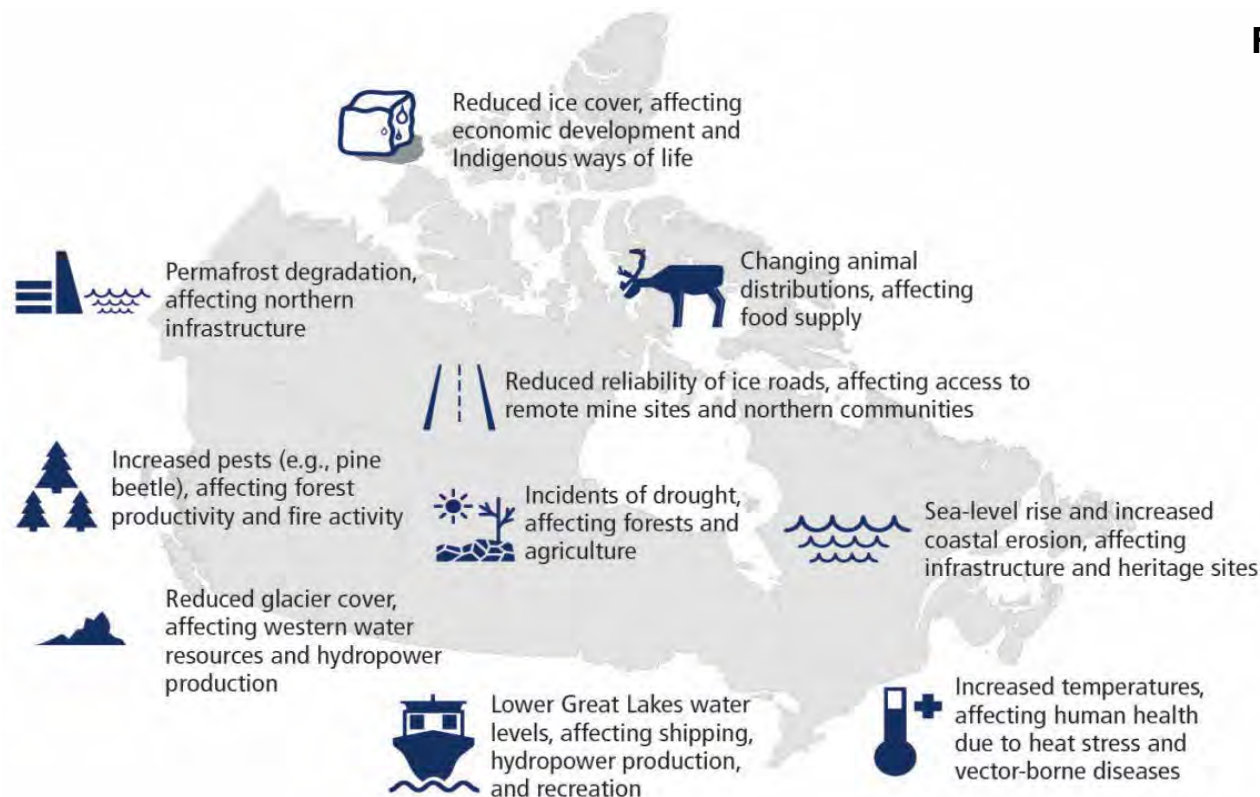 Reduced ice cover, affecting
economic development and
Indigenous ways of life
Permafrost degradation,
affecting northern
infrastructure
Changing animal
distributions, affecting
food supply
Reduced reliability of ice roads, affecting access to
remote mine sites and northern communities
Increased pests (e.g., pine
beetle), affecting forest
productivity and fire activity
Incidents of drought,
affecting forests and
agriculture
Sea-level rise and increased
coastal erosion, affecting
infrastructure and heritage sites
Reduced glacier cover,
affecting western water
resources and hydropower
production
Lower Great Lakes water
levels, affecting shipping,
hydropower production,
and recreation
Increased temperatures,
affecting human health
due to heat stress and
vector-borne diseases